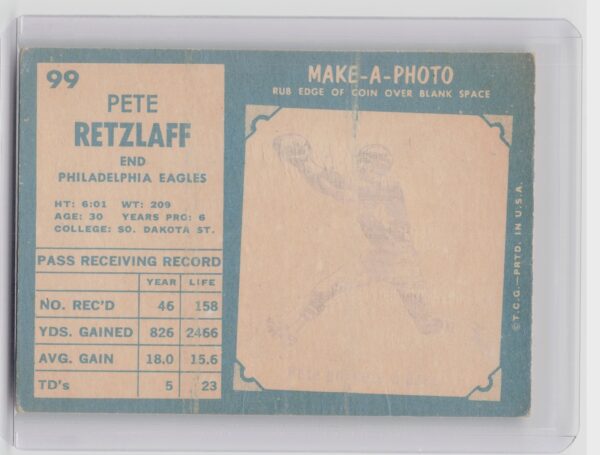 99
PETE
RETZLAFF
END
PHILADELPHIA EAGLES
HT: 6:01 WT: 209
AGE: 30 YEARS PRO: 6
COLLEGE: SO. DAKOTA ST.
PASS RECEIVING RECORD
YEAR LIFE
NO. REC'D 46 158
YDS. GAINED 826 2466
AVG. GAIN 18.0 15.6
TD's 5 23
MAKE-A-PHOTO
RUB EDGE OF COIN OVER BLANK SPACE
©T.C.G.—PRTD. IN U.S.A.